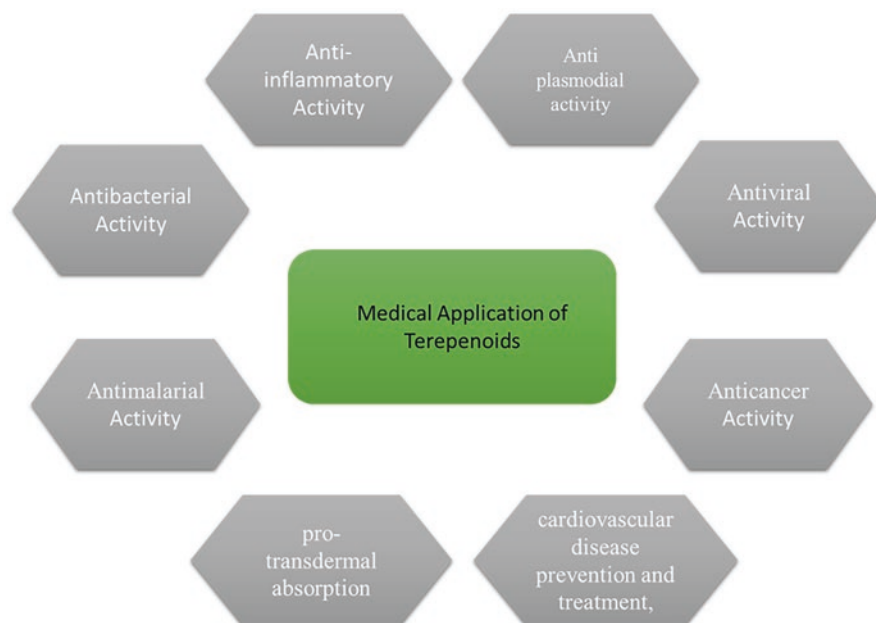 Anti-
inflammatory
Activity
Anti
plasmodial
activity
Antibacterial
Activity
Antiviral
Activity
Medical Application of
Terepenoids
Antimalarial
Activity
Anticancer
Activity
pro-
transdermal
absorption
cardiovascular
disease
prevention and
treatment,